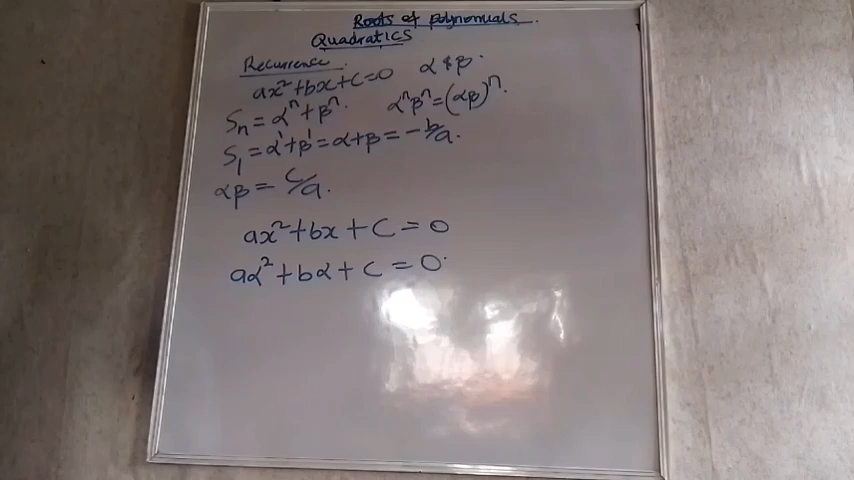 Roots of polynomials.
Quadratics
Recurrence.
ax²+bx+c=0 α & β.
Sₙ = αⁿ+βⁿ. αⁿβⁿ=(αβ)ⁿ.
S₁ = α¹+β¹ = α+β = -b/a.
αβ = c/a.
ax²+bx+c=0
aα²+bα+c=0.